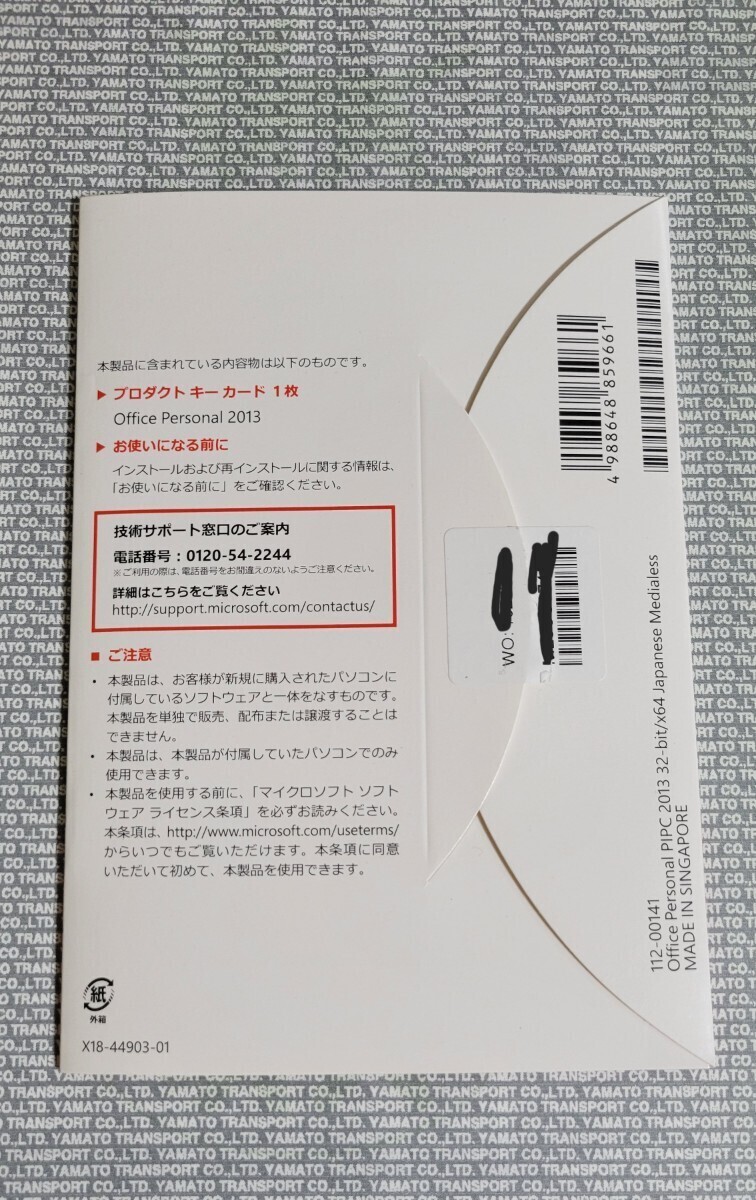 本製品に含まれている内容物は以下のものです。
▶ プロダクト キー カード 1枚
Office Personal 2013
▶ お使いになる前に
インストールおよび再インストールに関する情報は、
「お使いになる前に」をご確認ください。
技術サポート窓口のご案内
電話番号：0120-54-2244
※ご利用の際は、電話番号をお間違えのないようご注意ください。
詳細はこちらをご覧ください
http://support.microsoft.com/contactus/
■ ご注意
・本製品は、お客様が新規に購入されたパソコンに
付属しているソフトウェアと一体をなすものです。
本製品を単独で販売、配布または譲渡することは
できません。
・本製品は、本製品が付属していたパソコンでのみ
使用できます。
・本製品を使用する前に、「マイクロソフト ソフト
ウェア ライセンス条項」を必ずお読みください。
本条項は、http://www.microsoft.com/useterms/
からいつでもご覧いただけます。本条項に同意
いただいて初めて、本製品を使用できます。
紙
外箱
X18-44903-01
WO:
4 988648 859661
112-00141
Office Personal PIPC 2013 32-bit/x64 Japanese Medialess
MADE IN SINGAPORE
YAMATO TRANSPORT CO.,LTD.